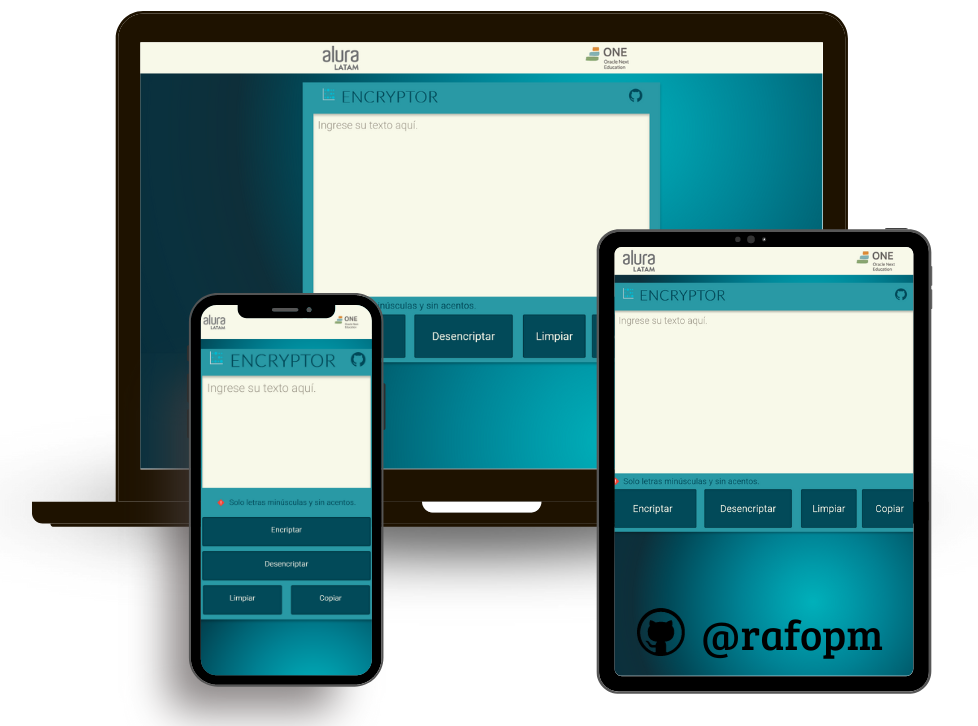 alura
LATAM
ONE
Oracle Next
Education
ENCRYPTOR
Ingrese su texto aquí.
minúsculas y sin acentos.
Desencriptar
Limpiar
alura
LATAM
ONE
Oracle Next
Education
ENCRYPTOR
Ingrese su texto aquí.
Solo letras minúsculas y sin acentos.
Encriptar
Desencriptar
Limpiar
Copiar
alura
LATAM
ONE
Oracle Next
Education
ENCRYPTOR
Ingrese su texto aquí.
Solo letras minúsculas y sin acentos.
Encriptar
Desencriptar
Limpiar
Copiar
@rafopm